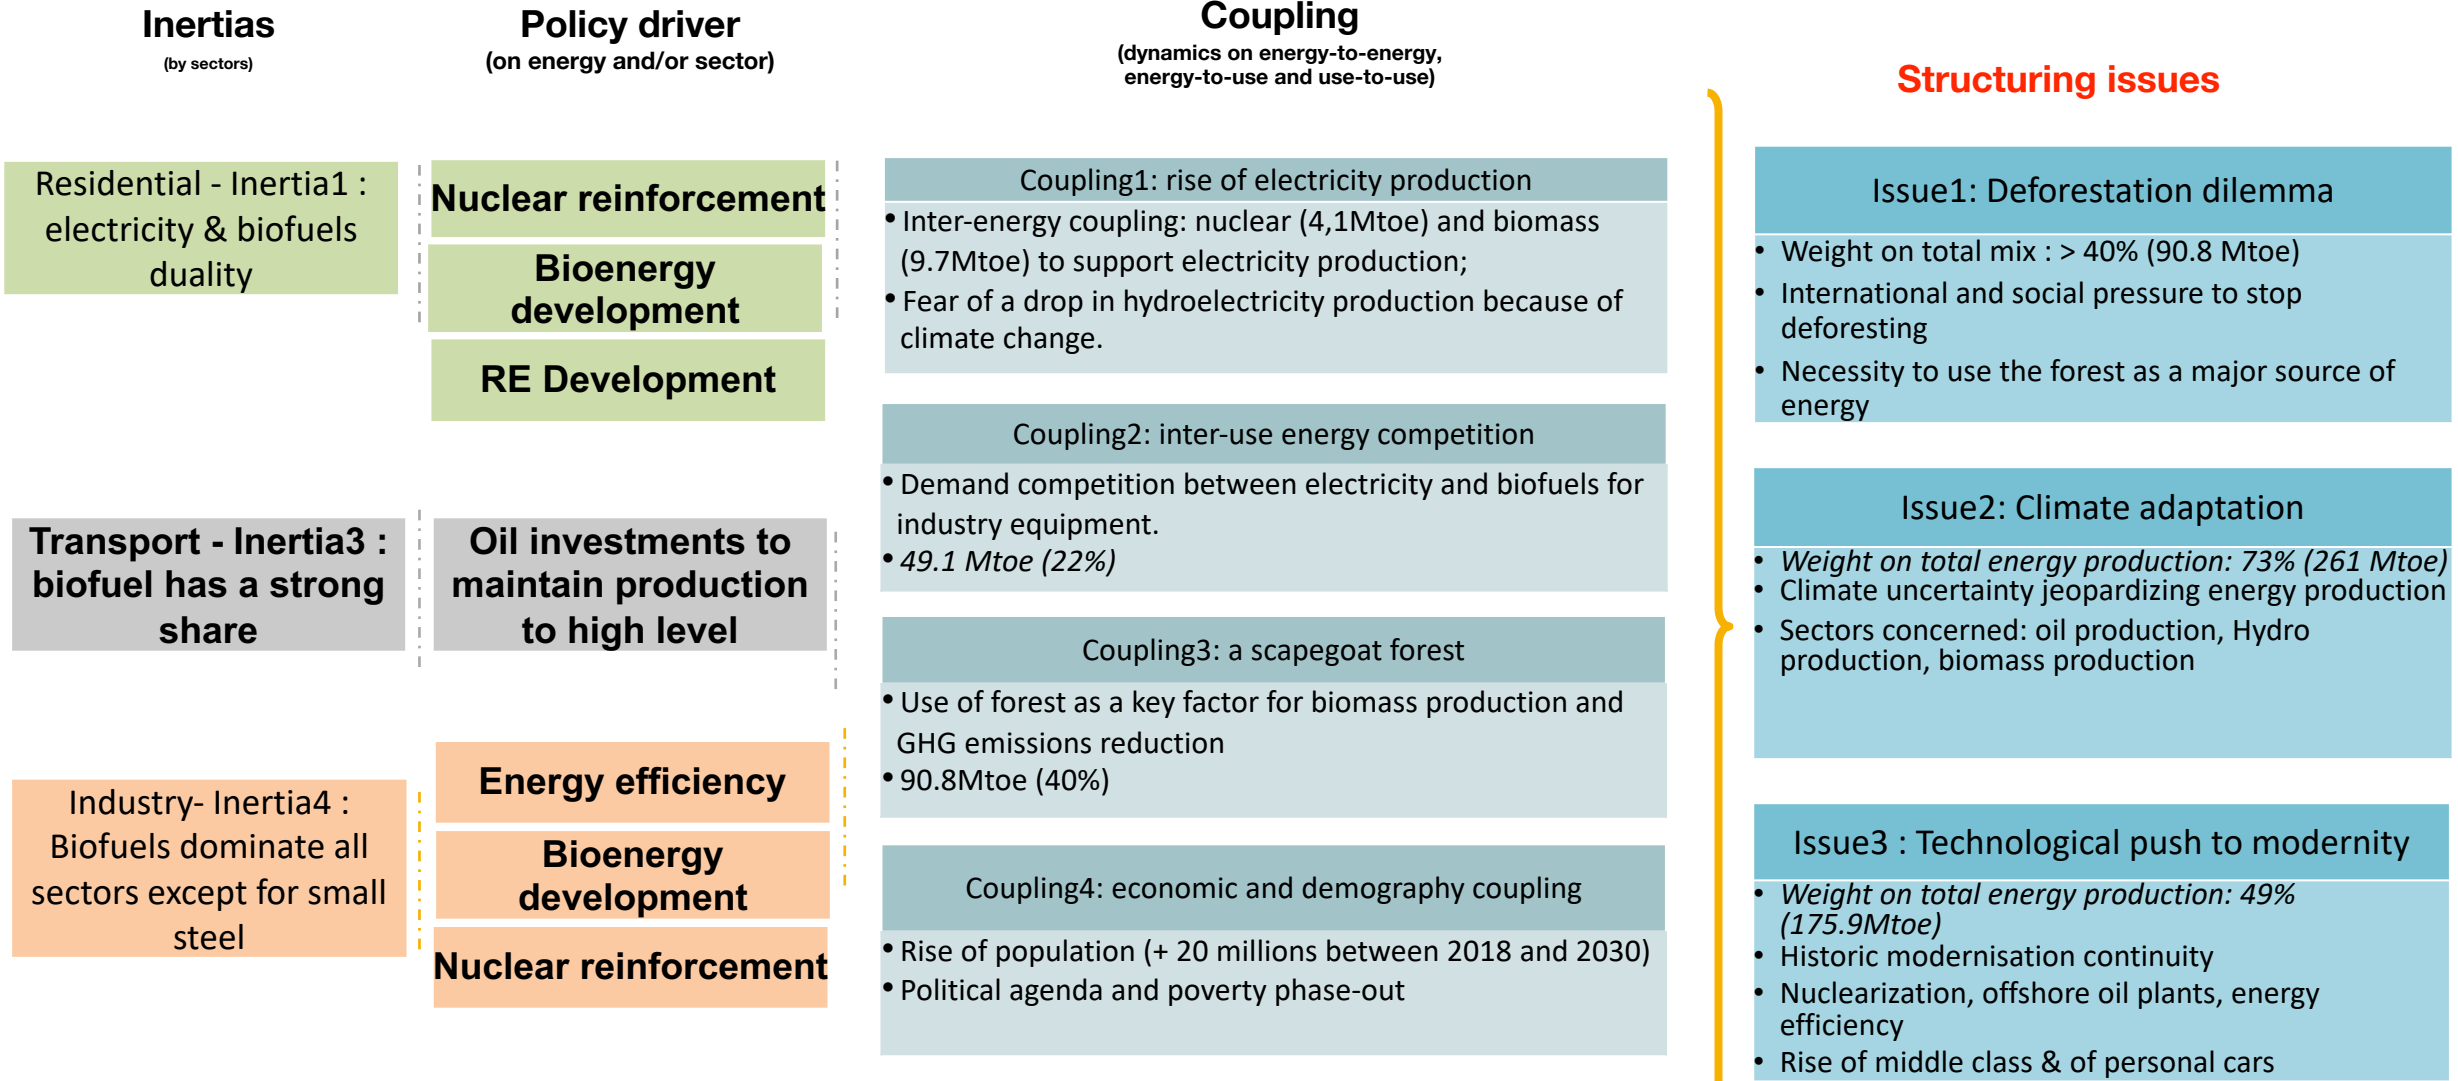 Inertias
(by sectors)
Policy driver
(on energy and/or sector)
Coupling
(dynamics on energy-to-energy,
energy-to-use and use-to-use)
Structuring issues
Residential - Inertia1 :
electricity & biofuels
duality
Nuclear reinforcement
Bioenergy
development
RE Development
Transport - Inertia3 :
biofuel has a strong
share
Oil investments to
maintain production
to high level
Industry- Inertia4 :
Biofuels dominate all
sectors except for small
steel
Energy efficiency
Bioenergy
development
Nuclear reinforcement
Coupling1: rise of electricity production
• Inter-energy coupling: nuclear (4,1Mtoe) and biomass
(9.7Mtoe) to support electricity production;
• Fear of a drop in hydroelectricity production because of
climate change.
Coupling2: inter-use energy competition
• Demand competition between electricity and biofuels for
industry equipment.
• 49.1 Mtoe (22%)
Coupling3: a scapegoat forest
• Use of forest as a key factor for biomass production and
GHG emissions reduction
• 90.8Mtoe (40%)
Coupling4: economic and demography coupling
• Rise of population (+ 20 millions between 2018 and 2030)
• Political agenda and poverty phase-out
Issue1: Deforestation dilemma
• Weight on total mix : > 40% (90.8 Mtoe)
• International and social pressure to stop
deforesting
• Necessity to use the forest as a major source of
energy
Issue2: Climate adaptation
• Weight on total energy production: 73% (261 Mtoe)
• Climate uncertainty jeopardizing energy production
• Sectors concerned: oil production, Hydro
production, biomass production
Issue3 : Technological push to modernity
• Weight on total energy production: 49%
(175.9Mtoe)
• Historic modernisation continuity
• Nuclearization, offshore oil plants, energy
efficiency
• Rise of middle class & of personal cars